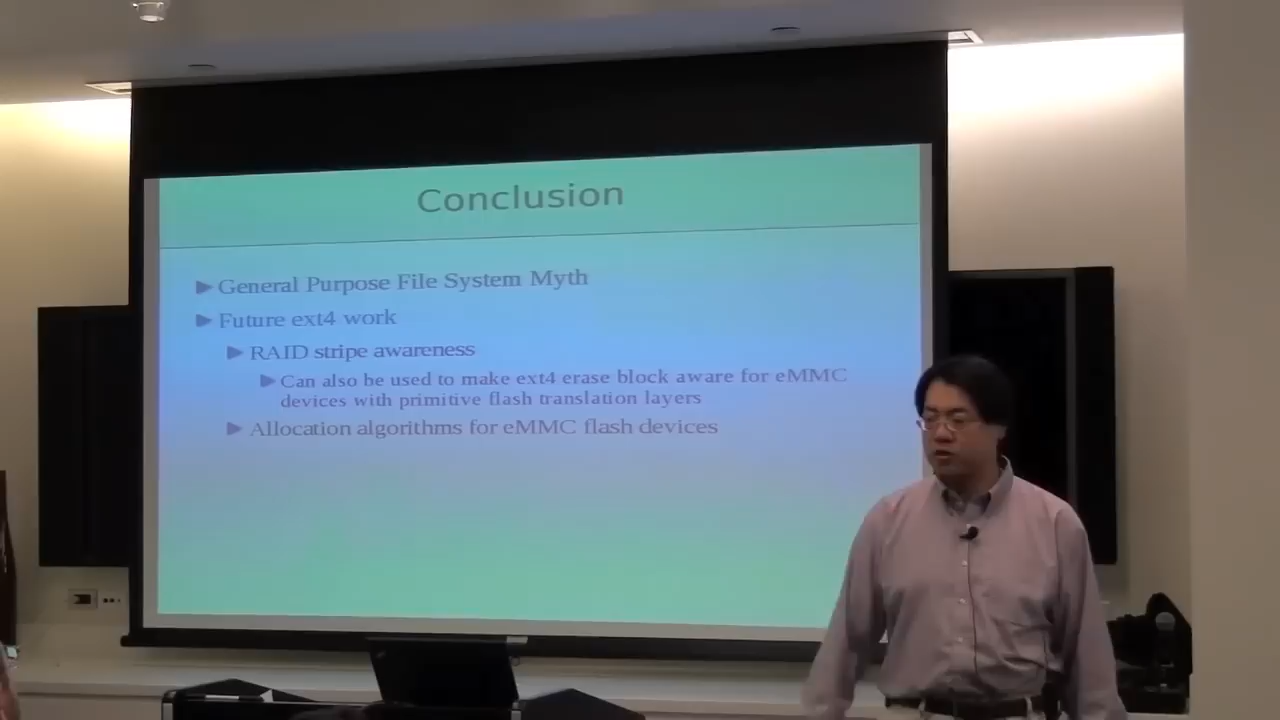 Conclusion
General Purpose File System Myth
Future ext4 work
RAID stripe awareness
Can also be used to make ext4 erase block aware for eMMC
devices with primitive flash translation layers
Allocation algorithms for eMMC flash devices